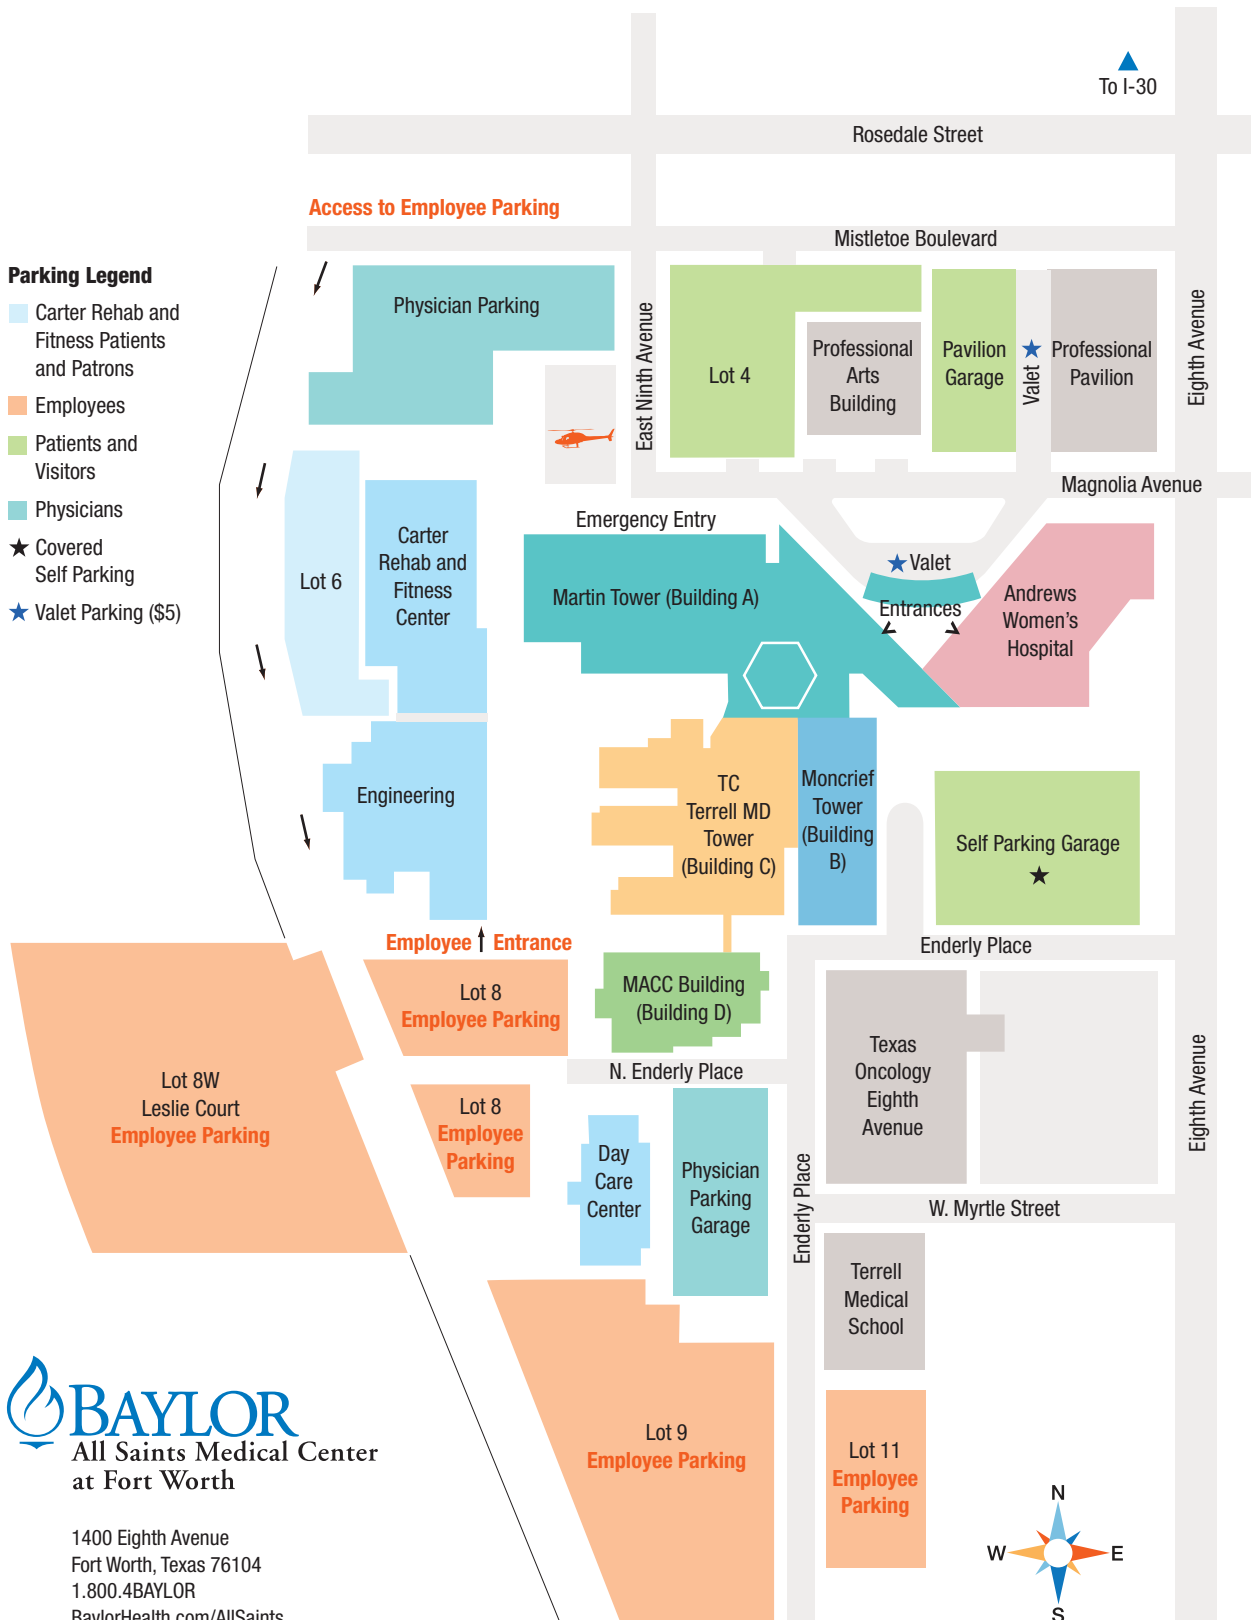 To I-30
Rosedale Street
Access to Employee Parking
Mistletoe Boulevard
Parking Legend
Carter Rehab and
Fitness Patients
and Patrons
Employees
Patients and
Visitors
Physicians
Covered
Self Parking
Valet Parking ($5)
Physician Parking
East Ninth Avenue
Lot 4
Professional
Arts
Building
Pavilion
Garage
Valet
Professional
Pavilion
Eighth Avenue
Magnolia Avenue
Emergency Entry
Carter
Rehab and
Fitness
Center
Lot 6
Martin Tower (Building A)
Valet
Entrances
Andrews
Women's
Hospital
Engineering
TC
Terrell MD
Tower
(Building C)
Moncrief
Tower
(Building
B)
Self Parking Garage
Employee Entrance
Enderly Place
Lot 8
Employee Parking
MACC Building
(Building D)
Texas
Oncology
Eighth
Avenue
Eighth Avenue
N. Enderly Place
Lot 8W
Leslie Court
Employee Parking
Lot 8
Employee
Parking
Day
Care
Center
Physician
Parking
Garage
Enderly Place
W. Myrtle Street
Terrell
Medical
School
Lot 9
Employee Parking
Lot 11
Employee
Parking
BAYLOR
All Saints Medical Center
at Fort Worth
1400 Eighth Avenue
Fort Worth, Texas 76104
1.800.4BAYLOR
BaylorHealth.com/AllSaints
N
W
E
S